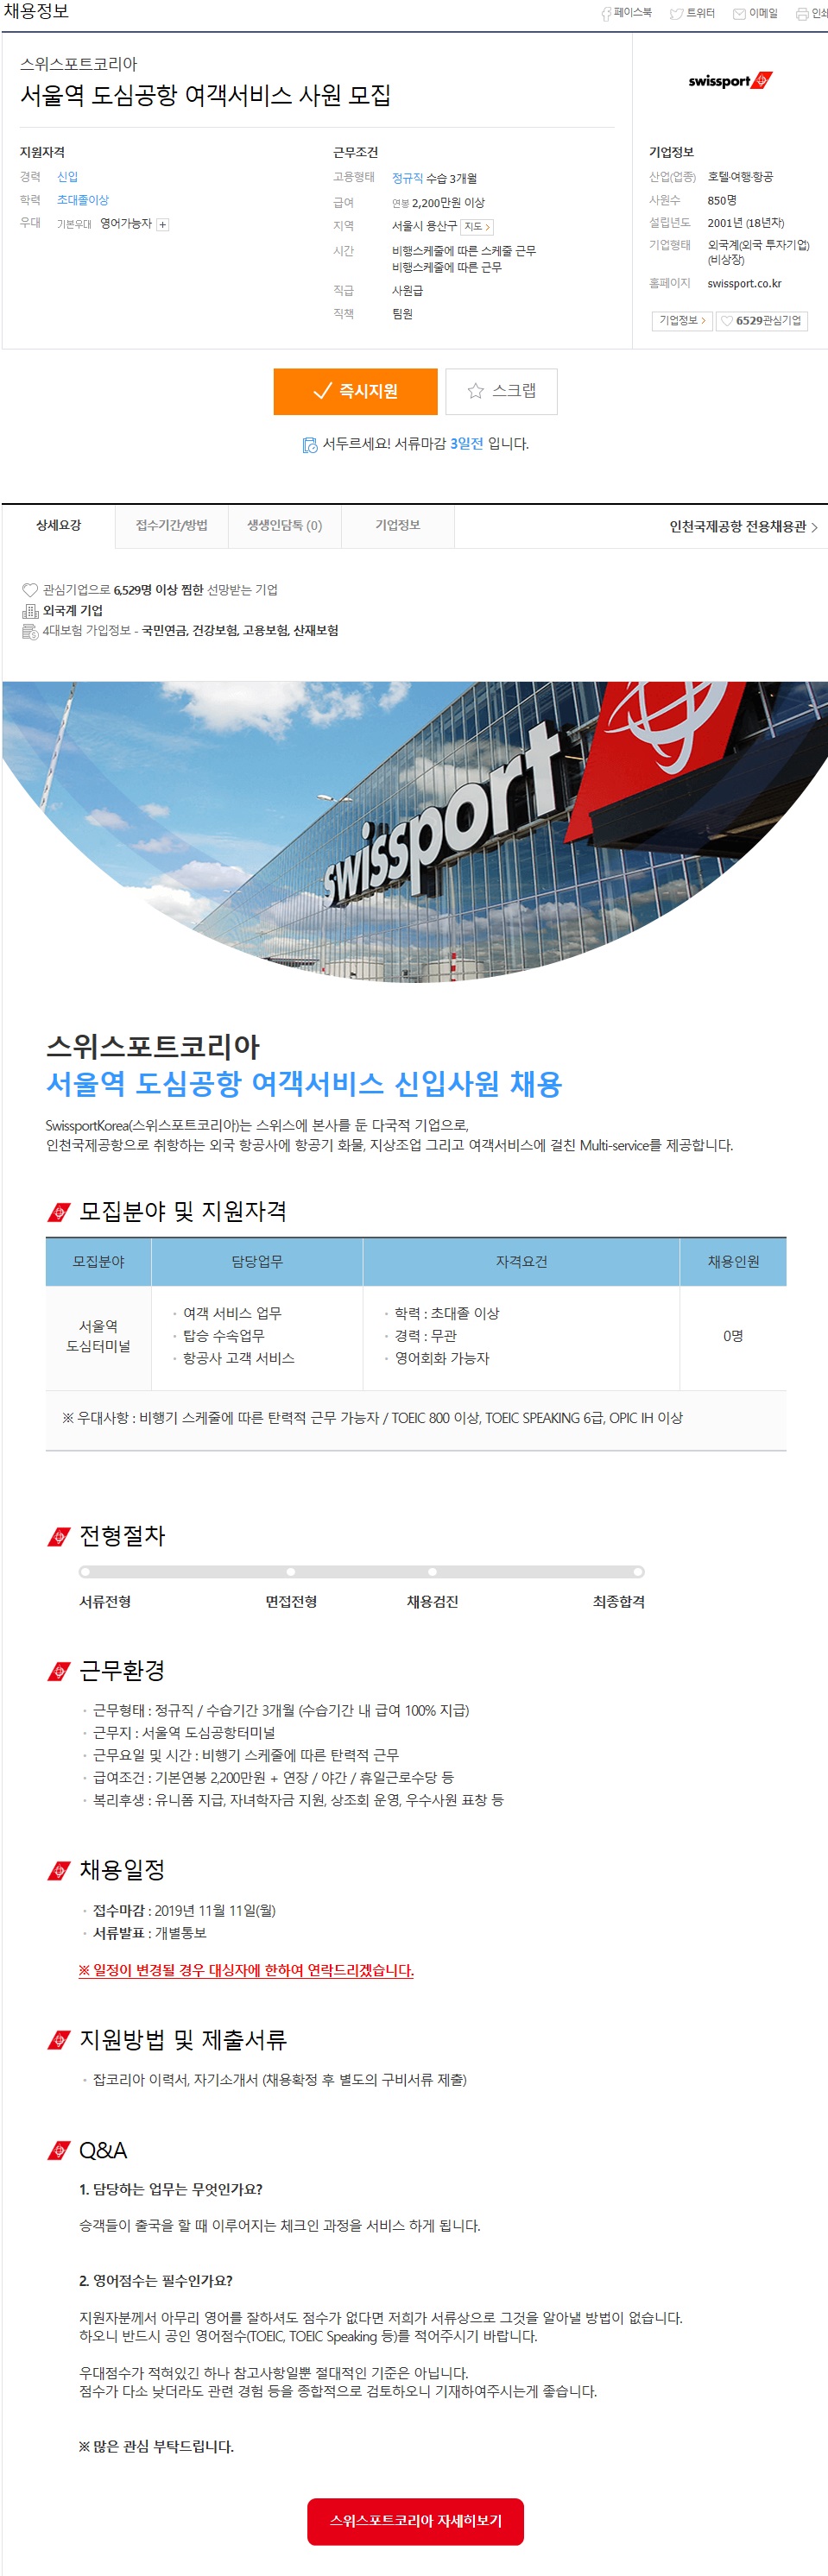 채용정보
페이스북 트위터 이메일 인쇄
스위스포트코리아
서울역 도심공항 여객서비스 사원 모집
swissport
지원자격
경력 신입
학력 초대졸이상
우대 기본우대 영어가능자 +
근무조건
고용형태 정규직 수습 3개월
급여 연봉 2,200만원 이상
지역 서울시 용산구 지도 >
시간 비행스케줄에 따른 스케줄 근무
비행스케줄에 따른 근무
직급 사원급
직책 팀원
기업정보
산업(업종) 호텔·여행·항공
사원수 850명
설립년도 2001년 (18년차)
기업형태 외국계(외국 투자기업)
(비상장)
홈페이지 swissport.co.kr
기업정보 > 6529관심기업
즉시지원 스크랩
서두르세요! 서류마감 3일전 입니다.
상세요강 접수기간/방법 생생인담톡 (0) 기업정보 인천국제공항 전용채용관 >
관심기업으로 6,529명 이상 찜한 선망받는 기업
외국계 기업
4대보험 가입정보 - 국민연금, 건강보험, 고용보험, 산재보험
swissport
스위스포트코리아
서울역 도심공항 여객서비스 신입사원 채용
SwissportKorea(스위스포트코리아)는 스위스에 본사를 둔 다국적 기업으로,
인천국제공항으로 취항하는 외국 항공사에 항공기 화물, 지상조업 그리고 여객서비스에 걸친 Multi-service를 제공합니다.
모집분야 및 지원자격
모집분야 담당업무 자격요건 채용인원
서울역
도심터미널
· 여객 서비스 업무
· 탑승 수속업무
· 항공사 고객 서비스
· 학력 : 초대졸 이상
· 경력 : 무관
· 영어회화 가능자
0명
※ 우대사항 : 비행기 스케줄에 따른 탄력적 근무 가능자 / TOEIC 800 이상, TOEIC SPEAKING 6급, OPIC IH 이상
전형절차
서류전형 면접전형 채용검진 최종합격
근무환경
· 근무형태 : 정규직 / 수습기간 3개월 (수습기간 내 급여 100% 지급)
· 근무지 : 서울역 도심공항터미널
· 근무요일 및 시간 : 비행기 스케줄에 따른 탄력적 근무
· 급여조건 : 기본연봉 2,200만원 + 연장 / 야간 / 휴일근로수당 등
· 복리후생 : 유니폼 지급, 자녀학자금 지원, 상조회 운영, 우수사원 표창 등
채용일정
· 접수마감 : 2019년 11월 11일(월)
· 서류발표 : 개별통보
※ 일정이 변경될 경우 대싱자에 한하여 연락드리겠습니다.
지원방법 및 제출서류
· 잡코리아 이력서, 자기소개서 (채용확정 후 별도의 구비서류 제출)
Q&A
1. 담당하는 업무는 무엇인가요?
승객들이 출국을 할 때 이루어지는 체크인 과정을 서비스 하게 됩니다.
2. 영어점수는 필수인가요?
지원자분께서 아무리 영어를 잘하셔도 점수가 없다면 저희가 서류상으로 그것을 알아낼 방법이 없습니다.
하오니 반드시 공인 영어점수(TOEIC, TOEIC Speaking 등)를 적어주시기 바랍니다.
우대점수가 적혀있긴 하나 참고사항일뿐 절대적인 기준은 아닙니다.
점수가 다소 낮더라도 관련 경험 등을 종합적으로 검토하오니 기재하여주시는게 좋습니다.
※ 많은 관심 부탁드립니다.
스위스포트코리아 자세히보기